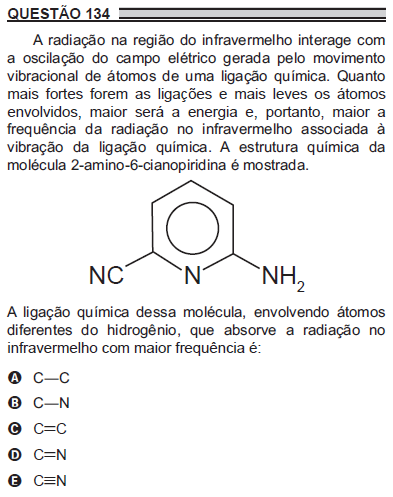 QUESTÃO 134
A radiação na região do infravermelho interage com
a oscilação do campo elétrico gerada pelo movimento
vibracional de átomos de uma ligação química. Quanto
mais fortes forem as ligações e mais leves os átomos
envolvidos, maior será a energia e, portanto, maior a
frequência da radiação no infravermelho associada à
vibração da ligação química. A estrutura química da
molécula 2-amino-6-cianopiridina é mostrada.
NC N NH2
A ligação química dessa molécula, envolvendo átomos
diferentes do hidrogênio, que absorve a radiação no
infravermelho com maior frequência é:
A C—C
B C—N
C C=C
D C=N
E C≡N